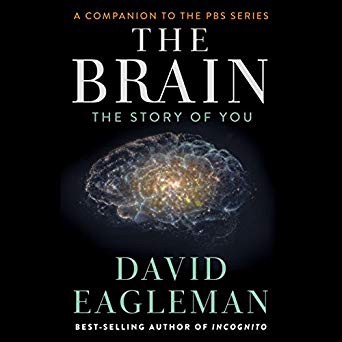 A COMPANION TO THE PBS SERIES
THE
BRAIN
THE STORY OF YOU
DAVID
EAGLEMAN
BEST-SELLING AUTHOR OF INCOGNITO